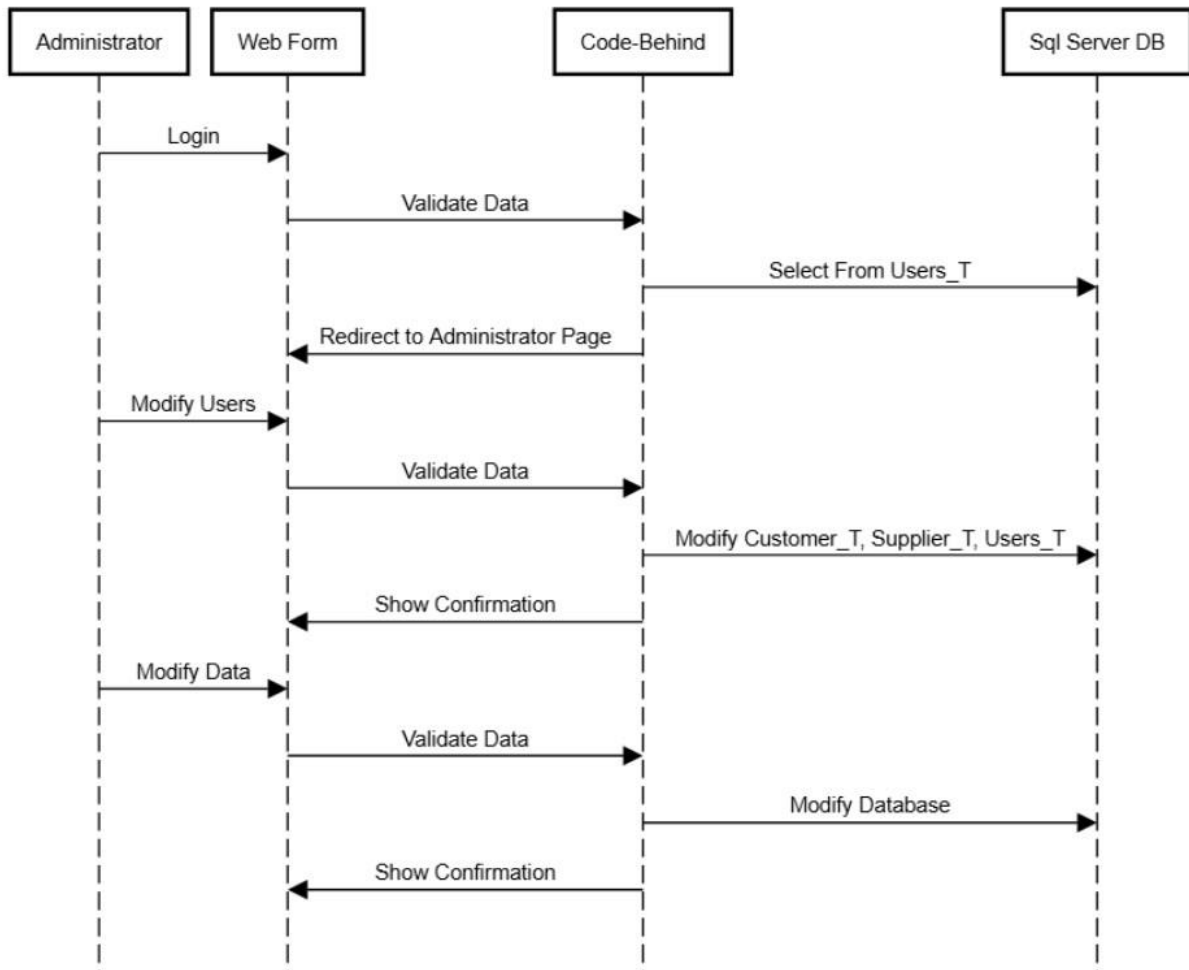 Administrator
Web Form
Code-Behind
Sql Server DB
Login
Validate Data
Select From Users_T
Redirect to Administrator Page
Modify Users
Validate Data
Modify Customer_T, Supplier_T, Users_T
Show Confirmation
Modify Data
Validate Data
Modify Database
Show Confirmation